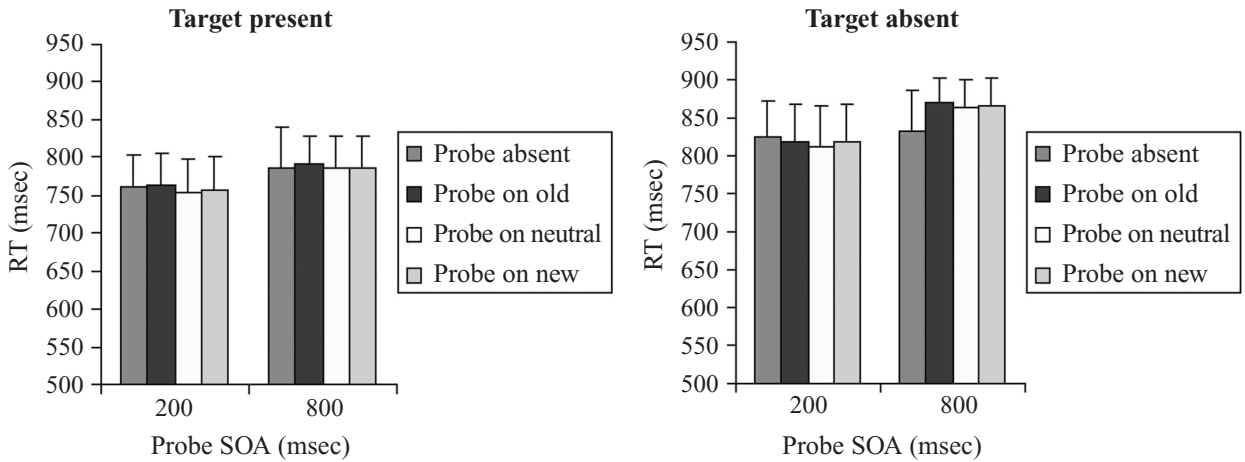 Target present
950
900
850
800
750
700
650
600
550
500
RT (msec)
200 800
Probe SOA (msec)
Probe absent
Probe on old
Probe on neutral
Probe on new
Target absent
950
900
850
800
750
700
650
600
550
500
RT (msec)
200 800
Probe SOA (msec)
Probe absent
Probe on old
Probe on neutral
Probe on new